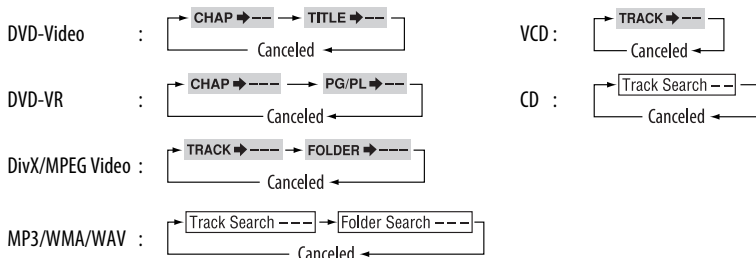 DVD-Video : CHAP ➡ -- TITLE ➡ --
Canceled
DVD-VR : CHAP ➡ --- PG/PL ➡ --
Canceled
DivX/MPEG Video : TRACK ➡ --- FOLDER ➡ ---
Canceled
MP3/WMA/WAV : Track Search --- Folder Search ---
Canceled
VCD : TRACK ➡ --
Canceled
CD : Track Search --
Canceled